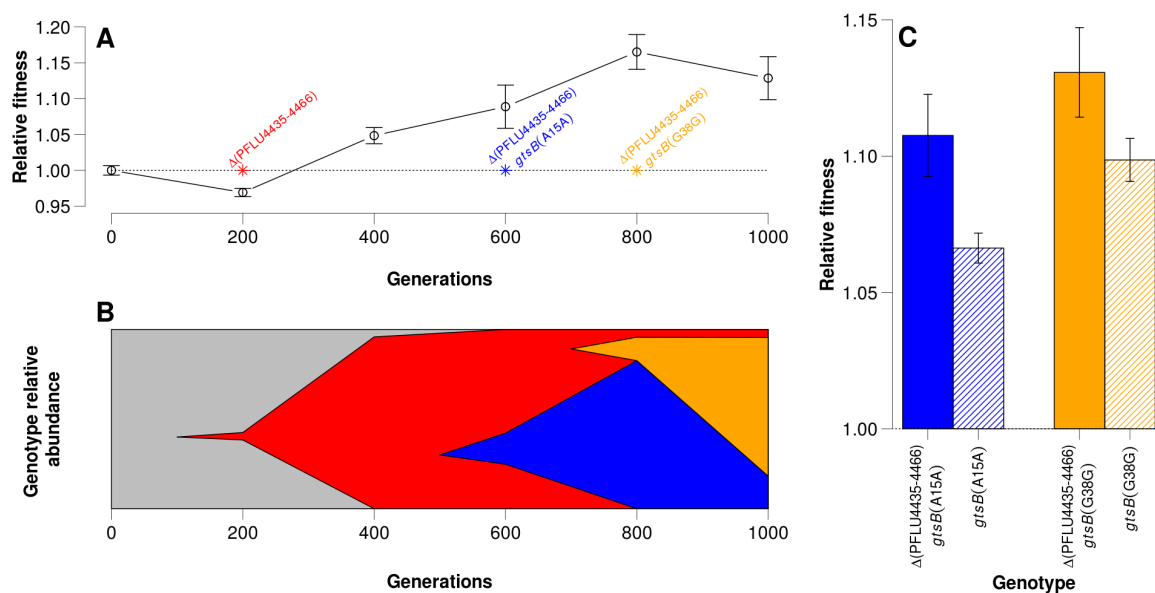 A
Relative fitness
1.20
1.15
1.10
1.05
1.00
0.95
Δ(PFLU4435-4466)
Δ(PFLU4435-4466)
gtsB(A15A)
Δ(PFLU4435-4466)
gtsB(G38G)
0 200 400 600 800 1000
Generations
B
Genotype relative
abundance
0 200 400 600 800 1000
Generations
C
Relative fitness
1.15
1.10
1.05
1.00
Δ(PFLU4435-4466)
gtsB(A15A)
gtsB(A15A)
Δ(PFLU4435-4466)
gtsB(G38G)
gtsB(G38G)
Genotype